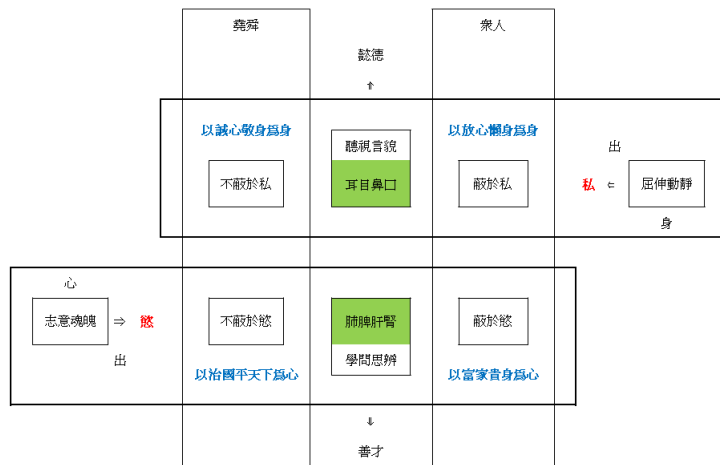 堯舜
衆人
懿德
⇑
以誠心敬身爲身
以放心懶身爲身
聽視言貌
出
不蔽於私
耳目鼻口
蔽於私
私 ⇐ 屈伸動靜
身
心
志意魂魄 ⇒ 慾
不蔽於慾
肺脾肝腎
蔽於慾
出
學問思辨
以治國平天下爲心
以富家貴身爲心
⇓
善才